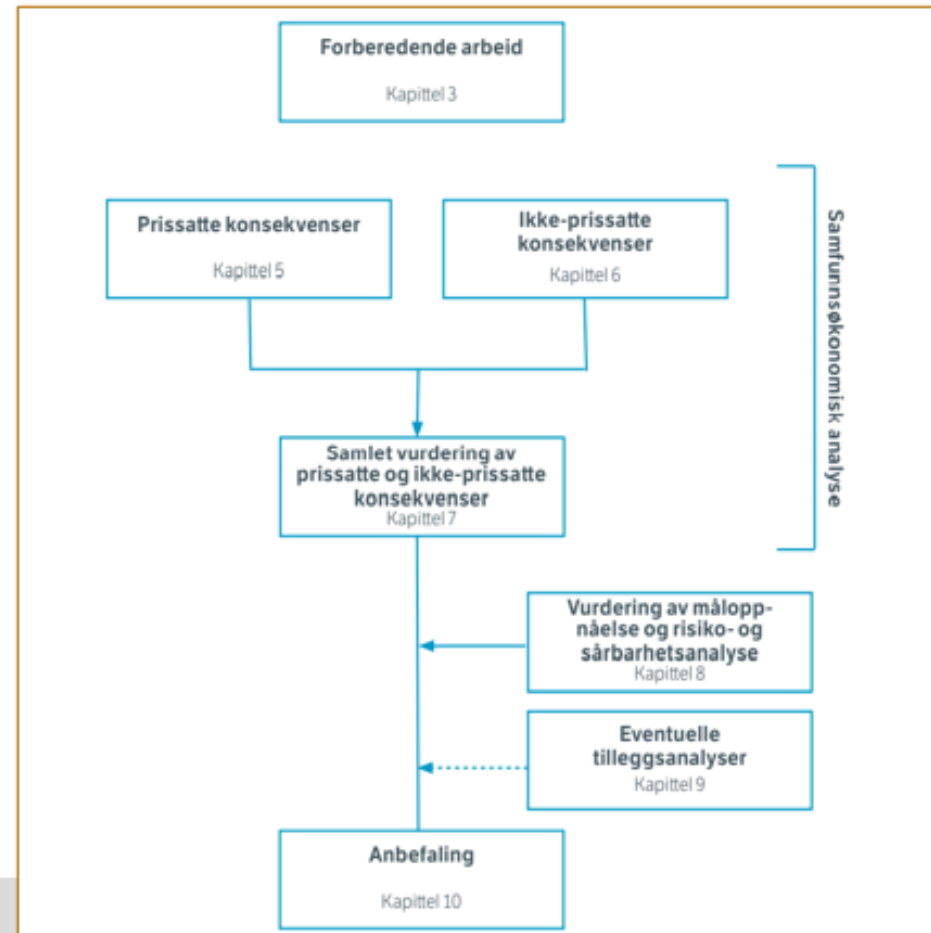 Forberedende arbeid
Kapittel 3
Prissatte konsekvenser
Kapittel 5
Ikke-prissatte
konsekvenser
Kapittel 6
Samfunnsøkonomisk analyse
Samlet vurdering av
prissatte og ikke-prissatte
konsekvenser
Kapittel 7
Vurdering av målopp-
nåelse og risiko- og
sårbarhetsanalyse
Kapittel 8
Eventuelle
tilleggsanalyser
Kapittel 9
Anbefaling
Kapittel 10